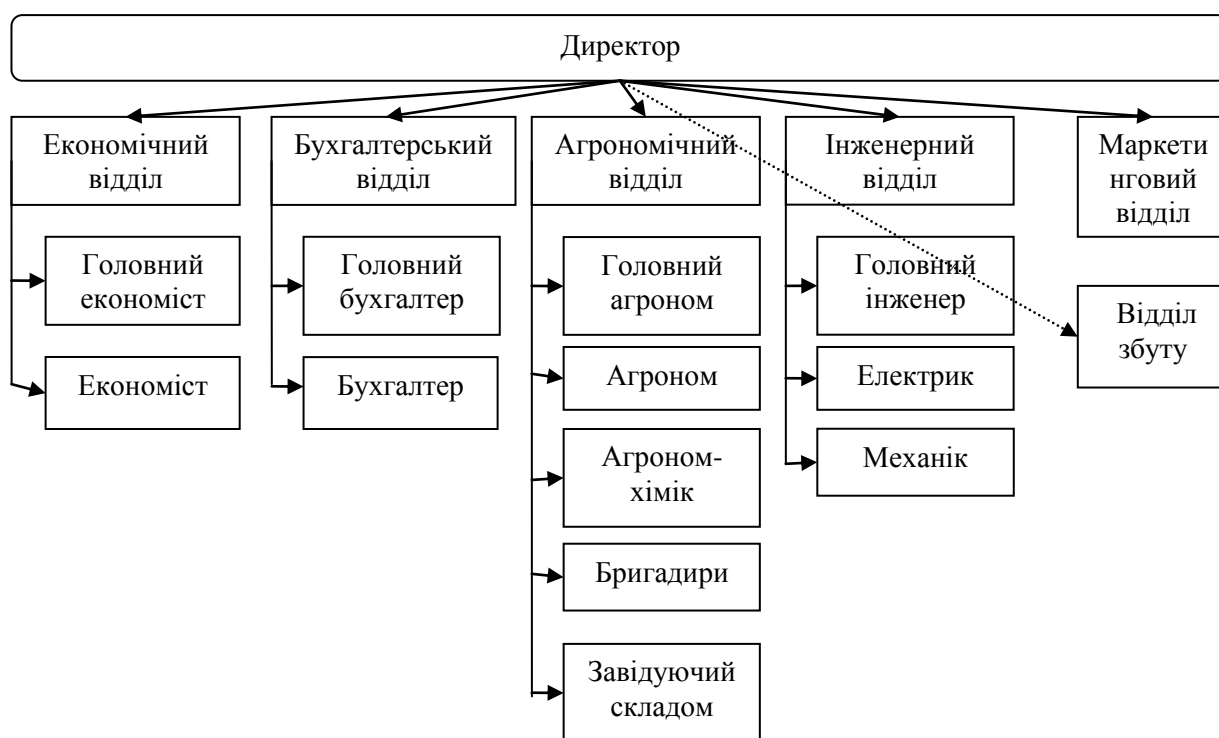 Директор
Економічний
відділ
Бухгалтерський
відділ
Агрономічний
відділ
Інженерний
відділ
Маркети
нговий
відділ
Головний
економіст
Економіст
Головний
бухгалтер
Бухгалтер
Головний
агроном
Агроном
Агроном-
хімік
Бригадири
Завідуючий
складом
Головний
інженер
Електрик
Механік
Відділ
збуту